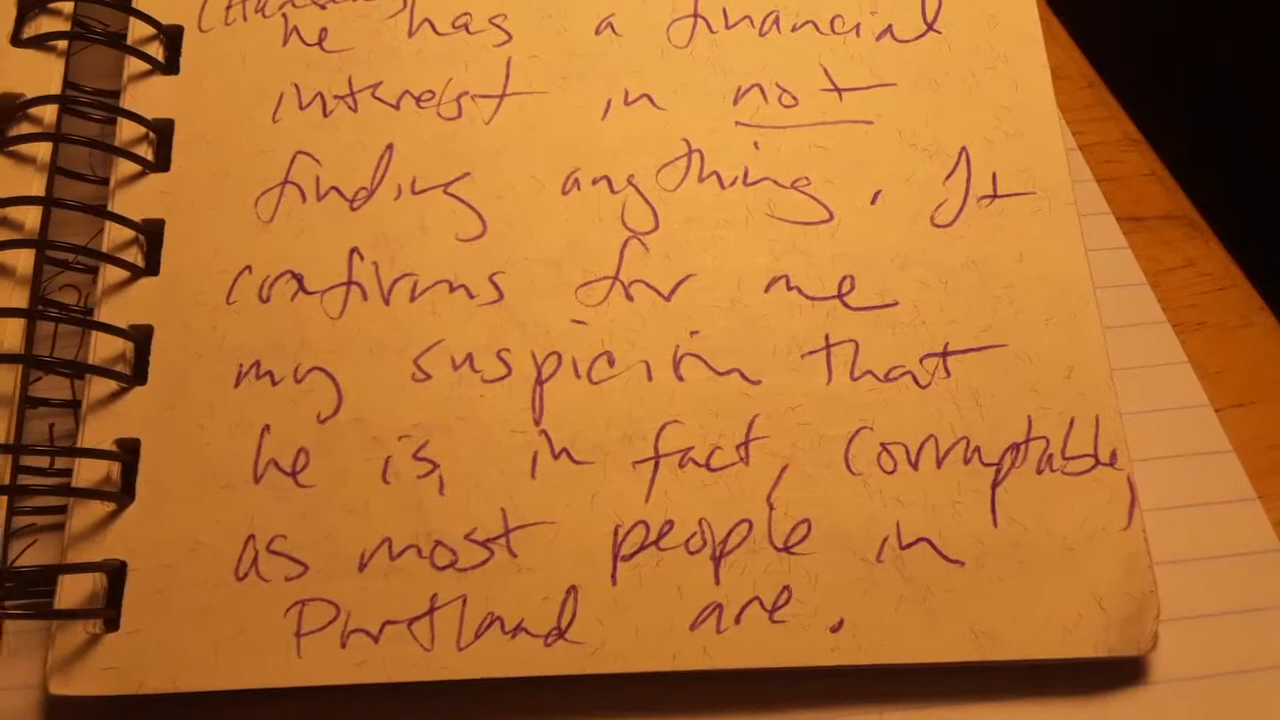 he has a financial
interest in not
finding anything. It
confirms for me
my suspicion that
he is, in fact, corruptable,
as most people in
Portland are.